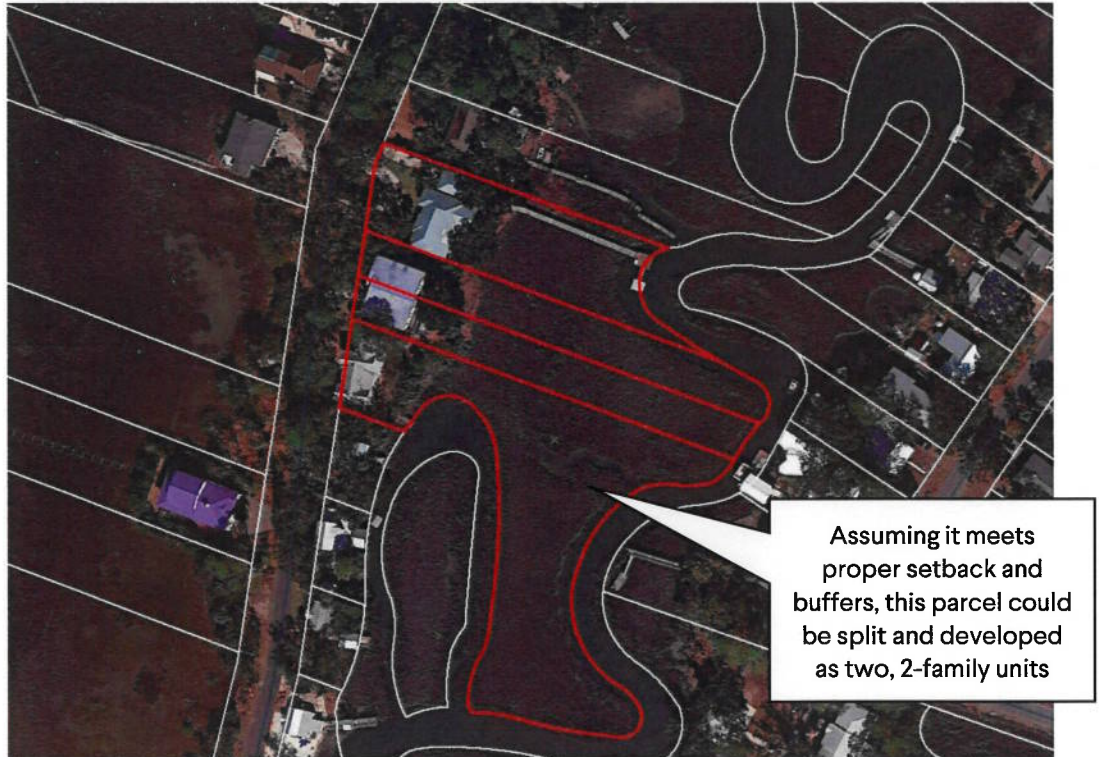 Assuming it meets
proper setback and
buffers, this parcel could
be split and developed
as two, 2-family units